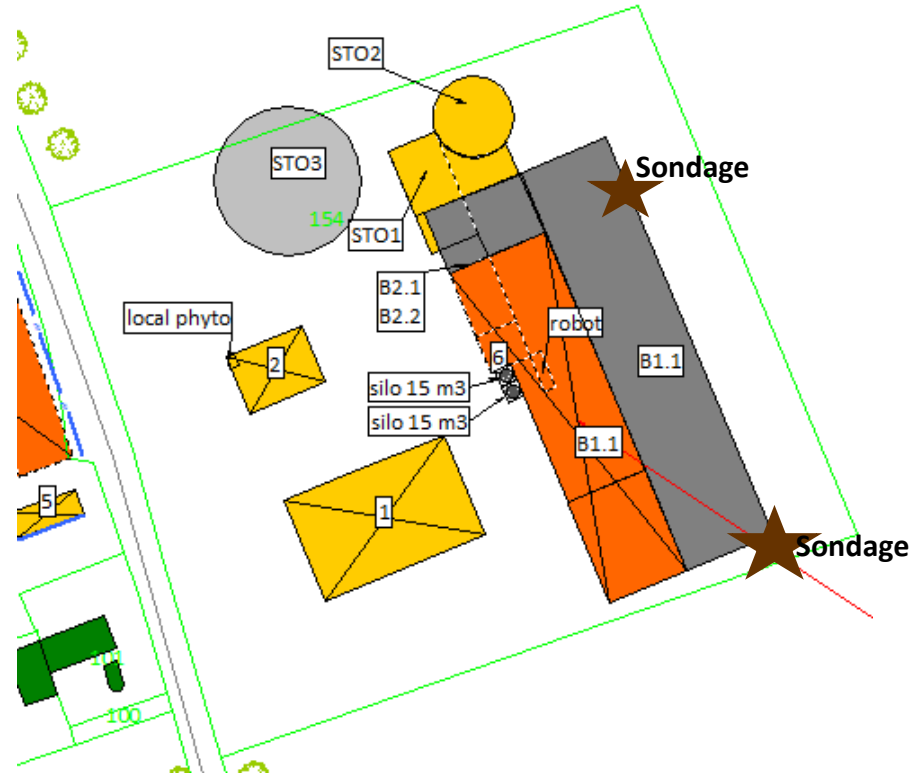 STO2
STO3
Sondage
154
STO1
B2.1
B2.2
local phyto
robot
2
6
B1.1
silo 15 m3
silo 15 m3
B1.1
5
1
Sondage
101
100